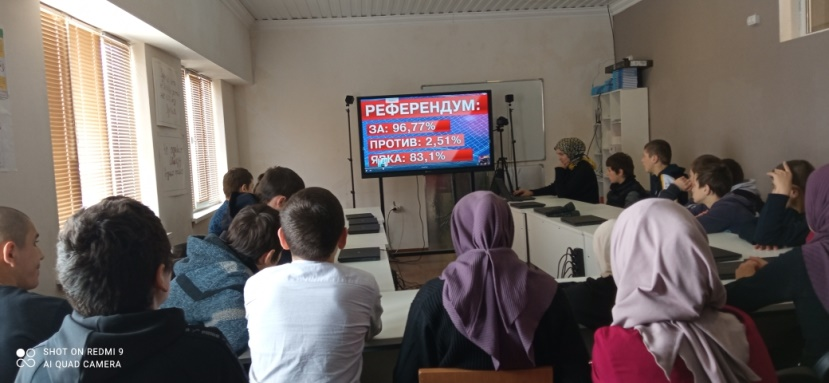 РЕФЕРЕНДУМ:
ЗА: 96,77%
ПРОТИВ: 2,51%
ЯВКА: 83,1%
SHOT ON REDMI 9
AI QUAD CAMERA